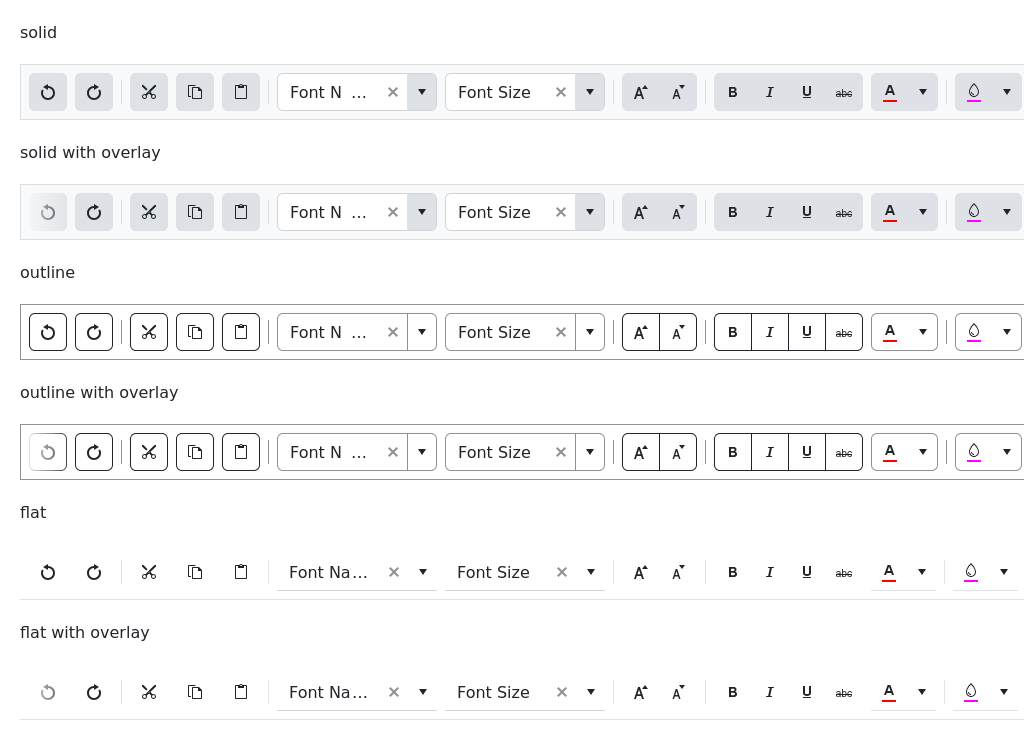 solid
Font N ... Font Size A A B I U abc A
solid with overlay
Font N ... Font Size A A B I U abc A
outline
Font N ... Font Size A A B I U abc A
outline with overlay
Font N ... Font Size A A B I U abc A
flat
Font Na... Font Size A A B I U abc A
flat with overlay
Font Na... Font Size A A B I U abc A